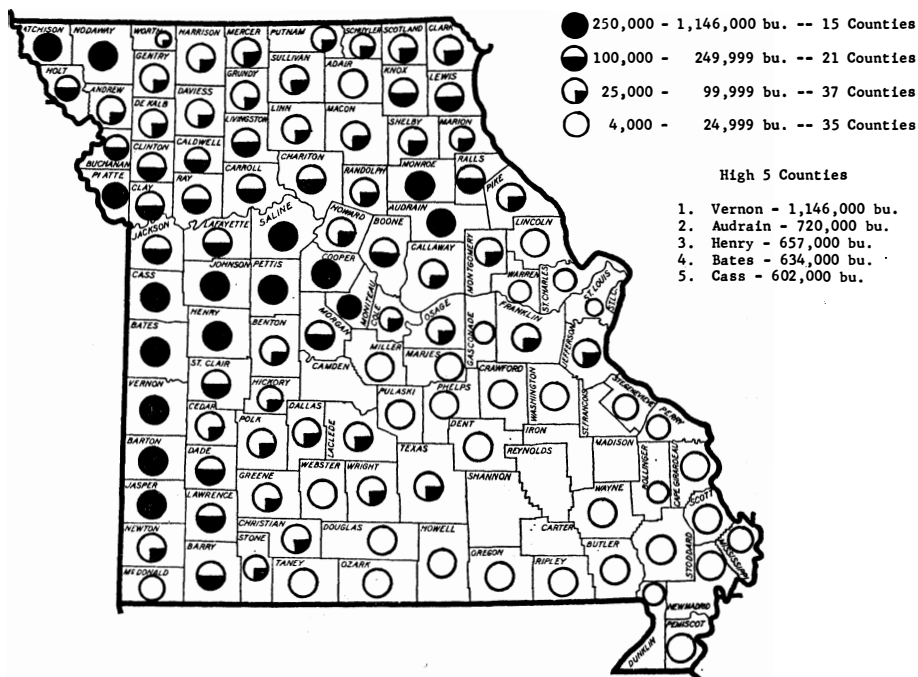 250,000 - 1,146,000 bu. -- 15 Counties
100,000 - 249,999 bu. -- 21 Counties
25,000 - 99,999 bu. -- 37 Counties
4,000 - 24,999 bu. -- 35 Counties
High 5 Counties
1. Vernon - 1,146,000 bu.
2. Audrain - 720,000 bu.
3. Henry - 657,000 bu.
4. Bates - 634,000 bu.
5. Cass - 602,000 bu.
ATCHISON
NODAWAY
WORTH
HARRISON
MERCER
PUTNAM
SCHUYLER
SCOTLAND
CLARK
HOLT
GENTRY
SULLIVAN
ADAIR
GRUNDY
KNOX
LEWIS
ANDREW
DE KALB
DAVIESS
LINN
MACON
LIVINGSTON
SHELBY
MARION
BUCHANAN
CLINTON
CALDWELL
CHARITON
MONROE
RALLS
PLATTE
CLAY
RAY
CARROLL
RANDOLPH
PIKE
JACKSON
LAFAYETTE
SALINE
HOWARD
BOONE
AUDRAIN
LINCOLN
CALLAWAY
MONTGOMERY
WARREN
ST. CHARLES
ST. LOUIS
ST.L.C.
CASS
JOHNSON
PETTIS
COOPER
MONITEAU
COLE
OSAGE
GASCONADE
FRANKLIN
JEFFERSON
BATES
HENRY
BENTON
MORGAN
MILLER
MARIES
ST. CLAIR
CAMDEN
PULASKI
PHELPS
CRAWFORD
WASHINGTON
ST. FRANCOIS
STE. GENEVIEVE
PERRY
VERNON
HICKORY
CEDAR
POLK
DALLAS
LACLEDE
DENT
IRON
MADISON
REYNOLDS
BOLLINGER
CAPE GIRARDEAU
BARTON
DADE
GREENE
WEBSTER
WRIGHT
TEXAS
SHANNON
WAYNE
SCOTT
JASPER
LAWRENCE
CHRISTIAN
DOUGLAS
HOWELL
CARTER
BUTLER
STODDARD
MISSISSIPPI
NEWTON
BARRY
STONE
TANEY
OZARK
OREGON
RIPLEY
MCDONALD
NEW MADRID
PEMISCOT
DUNKLIN